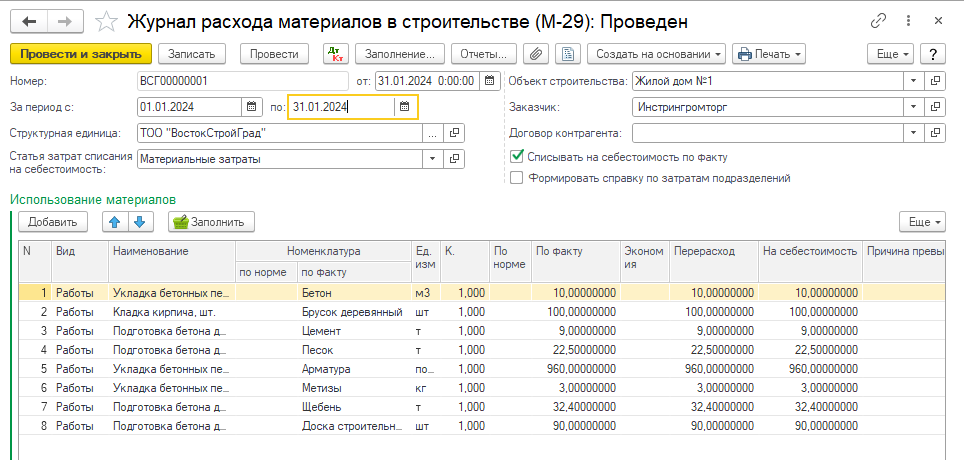 Журнал расхода материалов в строительстве (М-29): Проведен
Провести и закрыть Записать Провести Дт Кт Заполнение... Отчеты... Создать на основании Печать Еще ?
Номер: ВСГ00000001 от: 31.01.2024 0:00:00 Объект строительства: Жилой дом №1
За период с: 01.01.2024 по: 31.01.2024 Заказчик: Инстрингромторг
Структурная единица: ТОО "ВостокСтройГрад" ... Договор контрагента:
Статья затрат списания на себестоимость: Материальные затраты Списывать на себестоимость по факту
Формировать справку по затратам подразделений
Использование материалов
Добавить Заполнить Еще
N Вид Наименование Номенклатура Ед. изм К. По норме По факту Эконом ия Перерасход На себестоимость Причина превы
по норме по факту
1 Работы Укладка бетонных пе... Бетон м3 1,000 10,00000000 10,00000000 10,00000000
2 Работы Кладка кирпича, шт. Брусок деревянный шт 1,000 100,00000000 100,00000000 100,00000000
3 Работы Подготовка бетона д... Цемент т 1,000 9,00000000 9,00000000 9,00000000
4 Работы Подготовка бетона д... Песок т 1,000 22,50000000 22,50000000 22,50000000
5 Работы Укладка бетонных пе... Арматура по... 1,000 960,00000000 960,00000000 960,00000000
6 Работы Укладка бетонных пе... Метизы кг 1,000 3,00000000 3,00000000 3,00000000
7 Работы Подготовка бетона д... Щебень т 1,000 32,40000000 32,40000000 32,40000000
8 Работы Подготовка бетона д... Доска строительн... шт 1,000 90,00000000 90,00000000 90,00000000